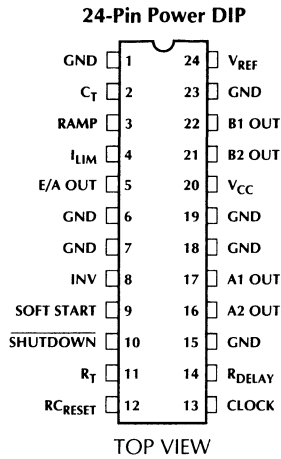 24-Pin Power DIP
GND 1 24 VREF
CT 2 23 GND
RAMP 3 22 B1 OUT
ILIM 4 21 B2 OUT
E/A OUT 5 20 VCC
GND 6 19 GND
GND 7 18 GND
INV 8 17 A1 OUT
SOFT START 9 16 A2 OUT
SHUTDOWN 10 15 GND
RT 11 14 RDELAY
RCRESET 12 13 CLOCK
TOP VIEW